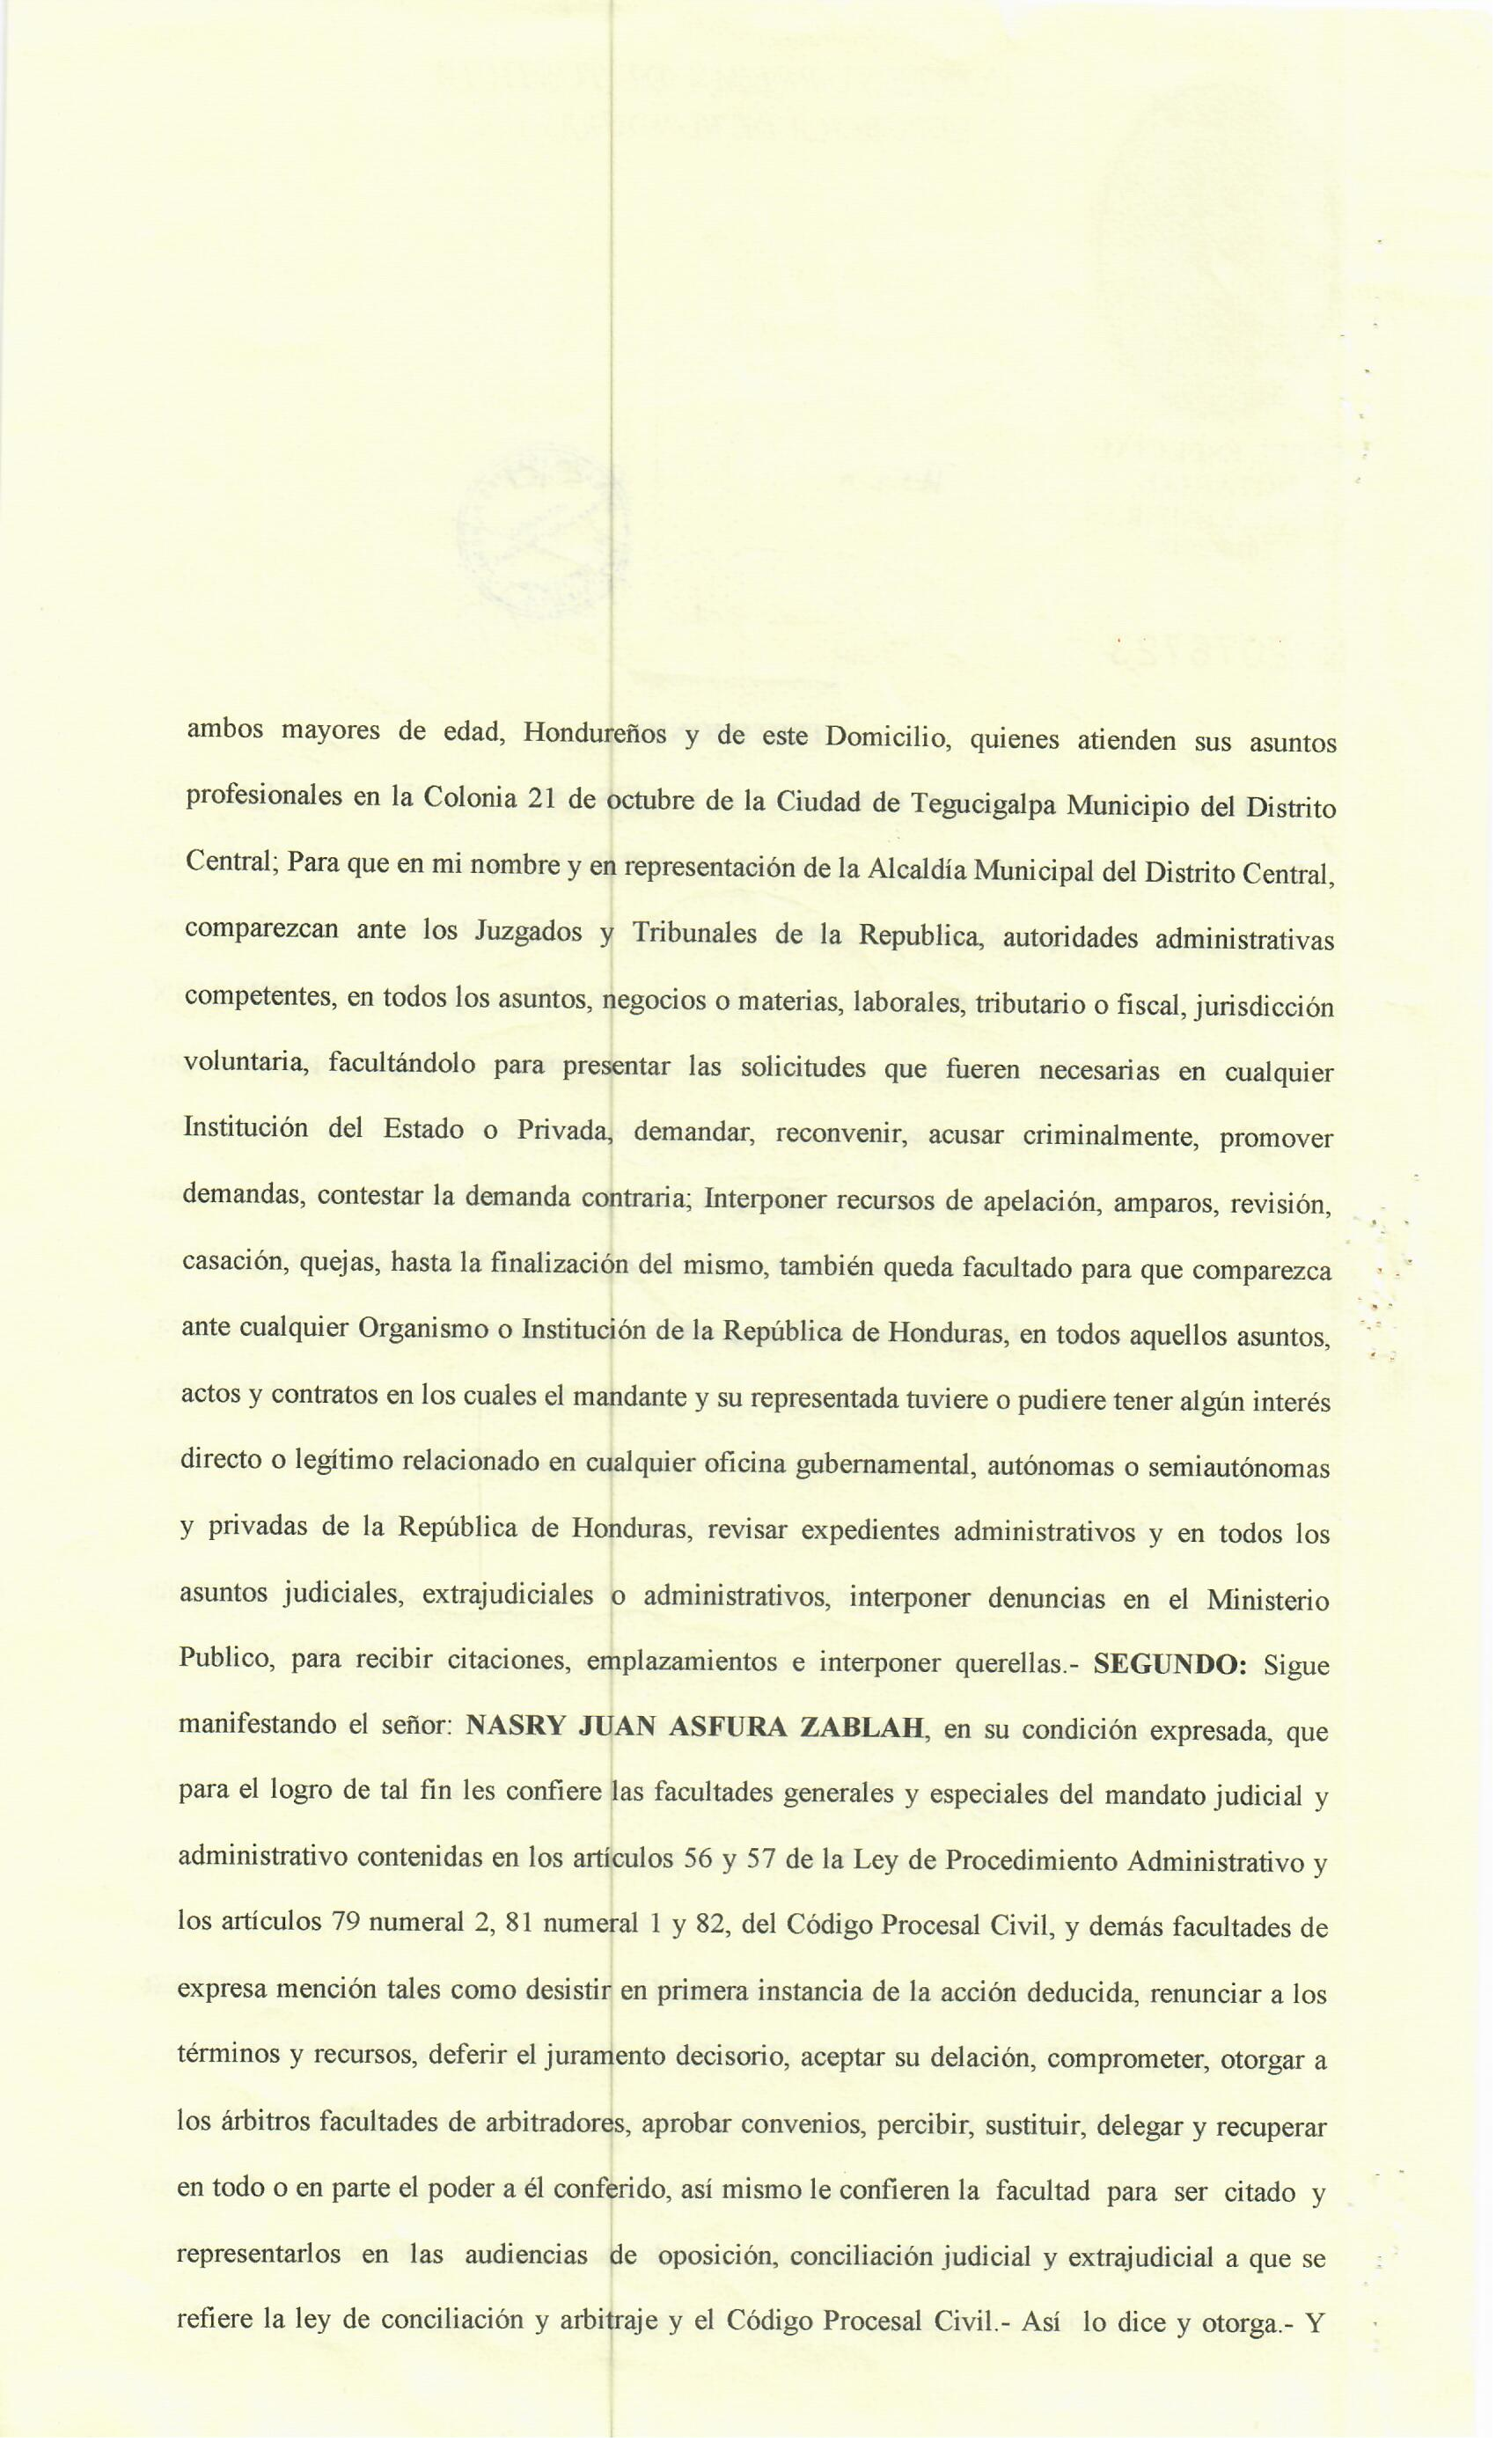 ambos mayores de edad, Hondureños y de este Domicilio, quienes atienden sus asuntos
profesionales en la Colonia 21 de octubre de la Ciudad de Tegucigalpa Municipio del Distrito
Central; Para que en mi nombre y en representación de la Alcaldía Municipal del Distrito Central,
comparezcan ante los Juzgados y Tribunales de la Republica, autoridades administrativas
competentes, en todos los asuntos, negocios o materias, laborales, tributario o fiscal, jurisdicción
voluntaria, facultándolo para presentar las solicitudes que fueren necesarias en cualquier
Institución del Estado o Privada, demandar, reconvenir, acusar criminalmente, promover
demandas, contestar la demanda contraria; Interponer recursos de apelación, amparos, revisión,
casación, quejas, hasta la finalización del mismo, también queda facultado para que comparezca
ante cualquier Organismo o Institución de la República de Honduras, en todos aquellos asuntos,
actos y contratos en los cuales el mandante y su representada tuviere o pudiere tener algún interés
directo o legítimo relacionado en cualquier oficina gubernamental, autónomas o semiautónomas
y privadas de la República de Honduras, revisar expedientes administrativos y en todos los
asuntos judiciales, extrajudiciales o administrativos, interponer denuncias en el Ministerio
Publico, para recibir citaciones, emplazamientos e interponer querellas.- SEGUNDO: Sigue
manifestando el señor: NASRY JUAN ASFURA ZABLAH, en su condición expresada, que
para el logro de tal fin les confiere las facultades generales y especiales del mandato judicial y
administrativo contenidas en los artículos 56 y 57 de la Ley de Procedimiento Administrativo y
los artículos 79 numeral 2, 81 numeral 1 y 82, del Código Procesal Civil, y demás facultades de
expresa mención tales como desistir en primera instancia de la acción deducida, renunciar a los
términos y recursos, deferir el juramento decisorio, aceptar su delación, comprometer, otorgar a
los árbitros facultades de arbitradores, aprobar convenios, percibir, sustituir, delegar y recuperar
en todo o en parte el poder a él conferido, así mismo le confieren la facultad para ser citado y
representarlos en las audiencias de oposición, conciliación judicial y extrajudicial a que se
refiere la ley de conciliación y arbitraje y el Código Procesal Civil.- Así lo dice y otorga.- Y